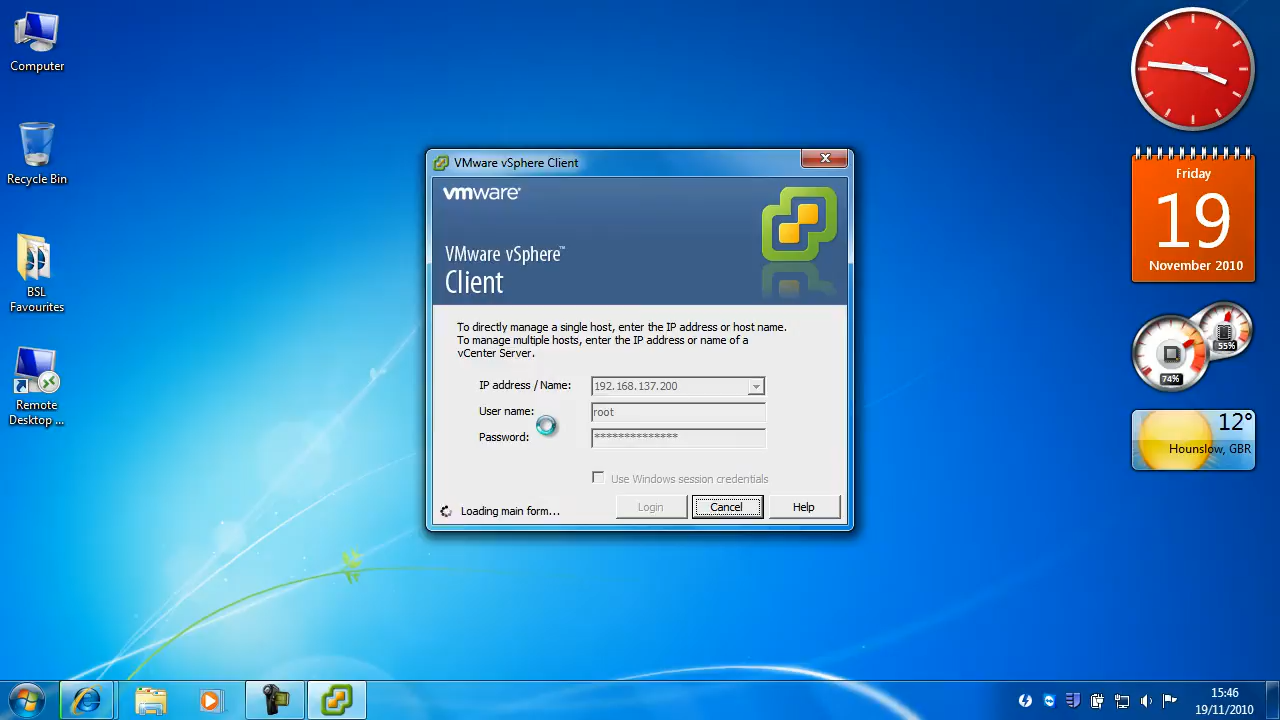 Computer
Recycle Bin
BSL
Favourites
Remote
Desktop ...
VMware vSphere Client
vmware
VMware vSphere™
Client
To directly manage a single host, enter the IP address or host name.
To manage multiple hosts, enter the IP address or name of a
vCenter Server.
IP address / Name:
192.168.137.200
User name:
root
Password:
**************
Use Windows session credentials
Loading main form...
Login
Cancel
Help
Friday
19
November 2010
55%
74%
12°
Hounslow, GBR
15:46
19/11/2010